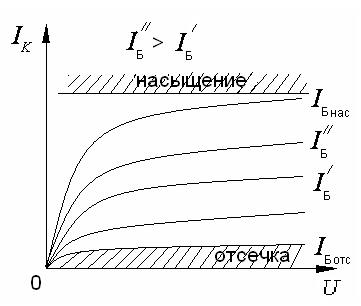 I_К
I_Б^// > I_Б^/
насыщение
I_Бнас
I_Б^//
I_Б^/
отсечка
I_Ботс
0
U